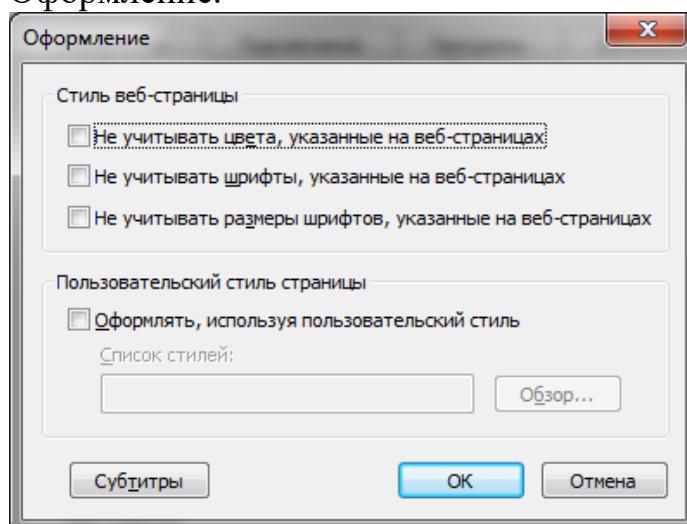 Оформление.
Оформление
Стиль веб-страницы
Не учитывать цвета, указанные на веб-страницах
Не учитывать шрифты, указанные на веб-страницах
Не учитывать размеры шрифтов, указанные на веб-страницах
Пользовательский стиль страницы
Оформлять, используя пользовательский стиль
Список стилей:
Обзор...
Субтитры ОК Отмена